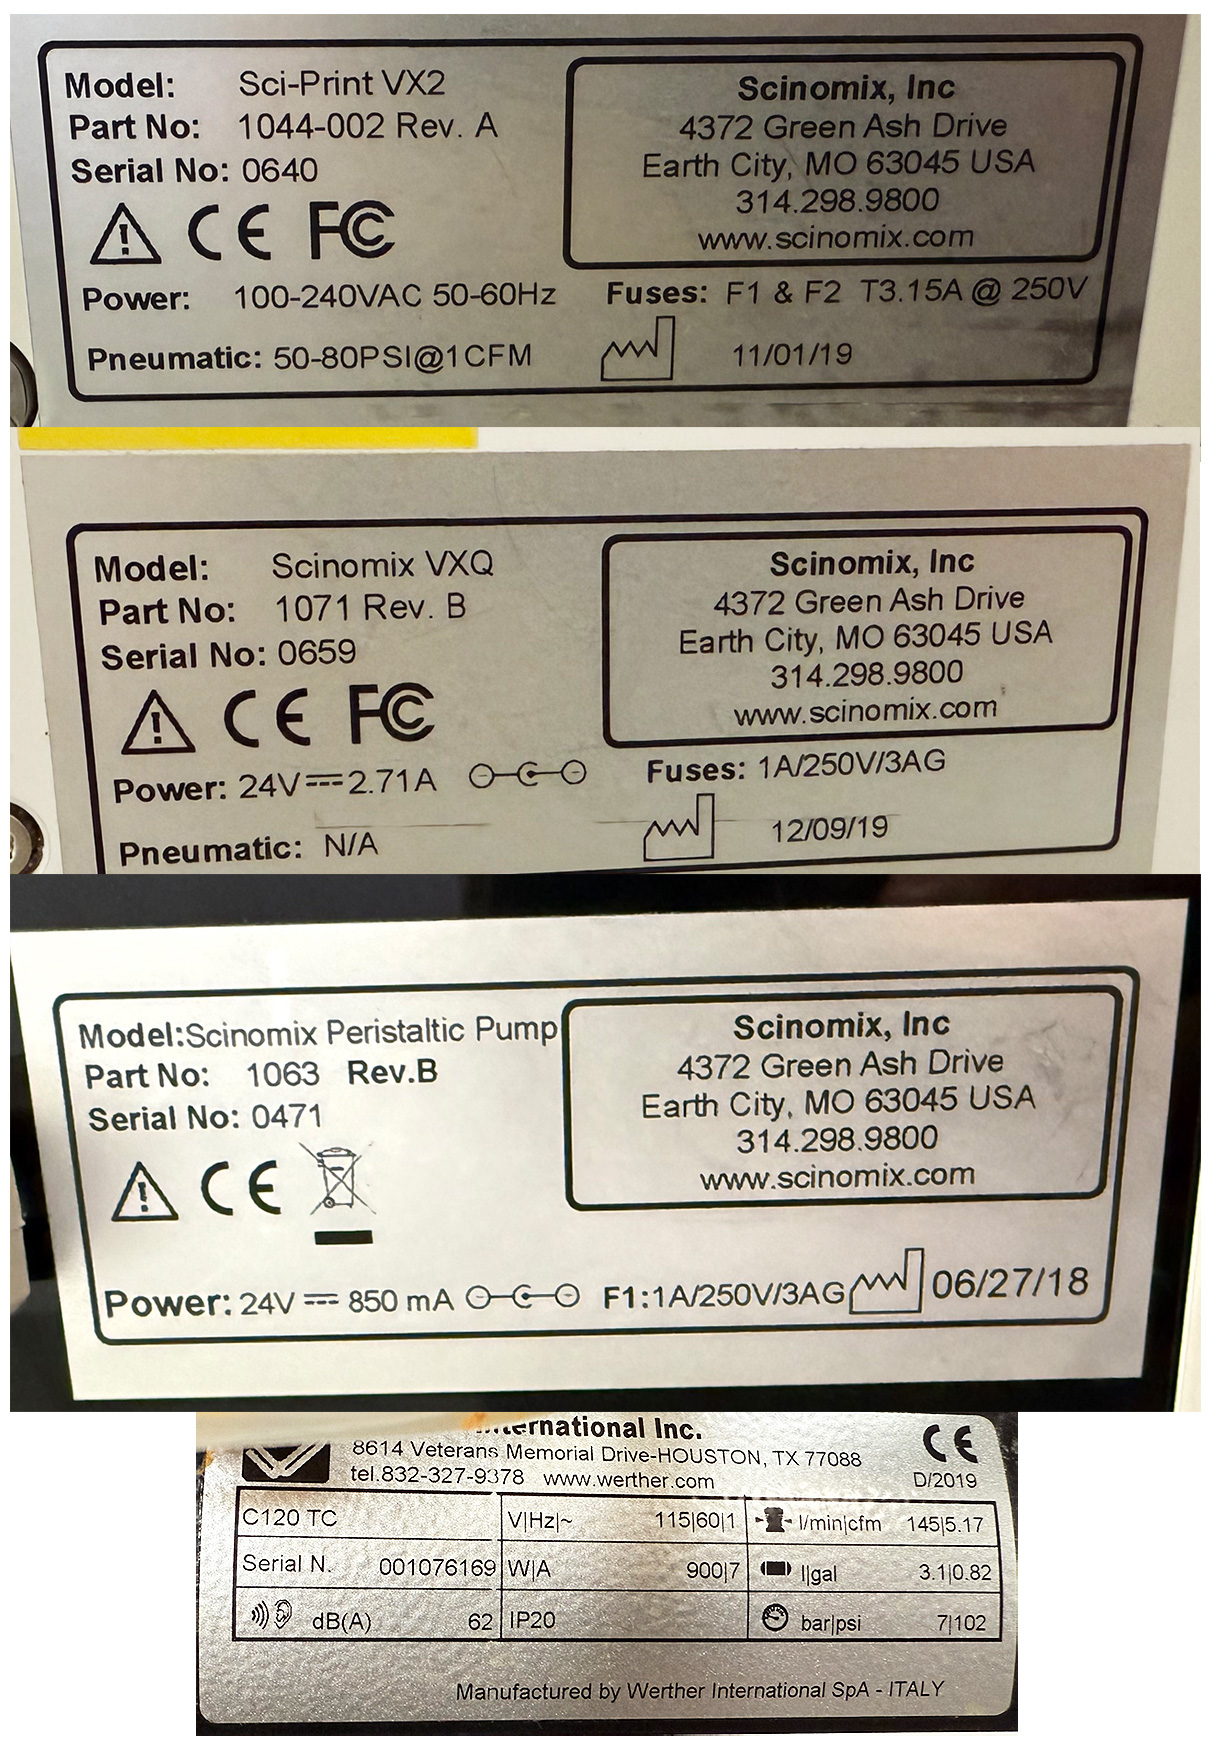 Model: Sci-Print VX2
Part No: 1044-002 Rev. A
Serial No: 0640
CE FC
Scinomix, Inc
4372 Green Ash Drive
Earth City, MO 63045 USA
314.298.9800
www.scinomix.com
Power: 100-240VAC 50-60Hz Fuses: F1 & F2 T3.15A @ 250V
Pneumatic: 50-80PSI@1CFM 11/01/19
Model: Scinomix VXQ
Part No: 1071 Rev. B
Serial No: 0659
CE FC
Scinomix, Inc
4372 Green Ash Drive
Earth City, MO 63045 USA
314.298.9800
www.scinomix.com
Power: 24V⎓2.71A Fuses: 1A/250V/3AG
Pneumatic: N/A 12/09/19
Model:Scinomix Peristaltic Pump
Part No: 1063 Rev.B
Serial No: 0471
CE
Scinomix, Inc
4372 Green Ash Drive
Earth City, MO 63045 USA
314.298.9800
www.scinomix.com
Power: 24V ⎓ 850 mA F1:1A/250V/3AG 06/27/18
Inc.
8614 Veterans Memorial Drive-HOUSTON, TX 77088
tel.832-327-9378 www.werther.com
CE
D/2019
C120 TC V|Hz|~ 115|60|1 l/min|cfm 145|5.17
Serial N. 001076169 W|A 900|7 l|gal 3.1|0.82
dB(A) 62 IP20 bar|psi 7|102
Manufactured by Werther International SpA - ITALY